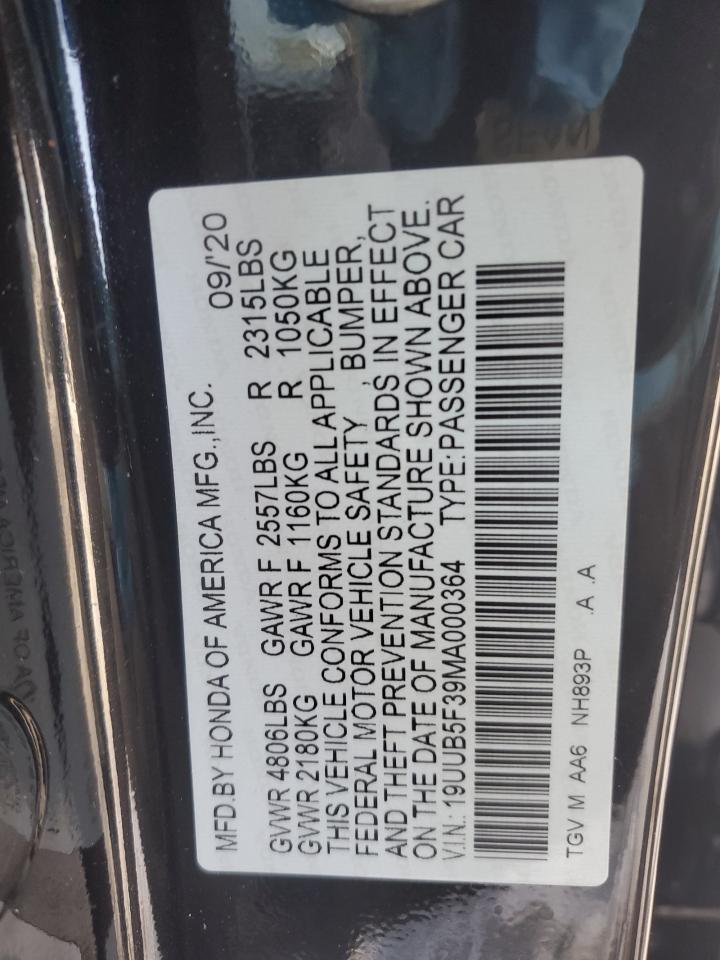 MFD.BY HONDA OF AMERICA MFG.,INC. 09/'20
GVWR 4806LBS GAWR F 2557LBS R 2315LBS
GVWR 2180KG GAWR F 1160KG R 1050KG
THIS VEHICLE CONFORMS TO ALL APPLICABLE
FEDERAL MOTOR VEHICLE SAFETY , BUMPER,
AND THEFT PREVENTION STANDARDS IN EFFECT
ON THE DATE OF MANUFACTURE SHOWN ABOVE.
V.I.N.: 19UUB5F39MA000364 TYPE:PASSENGER CAR
TGV M AA6 NH893P .A .A